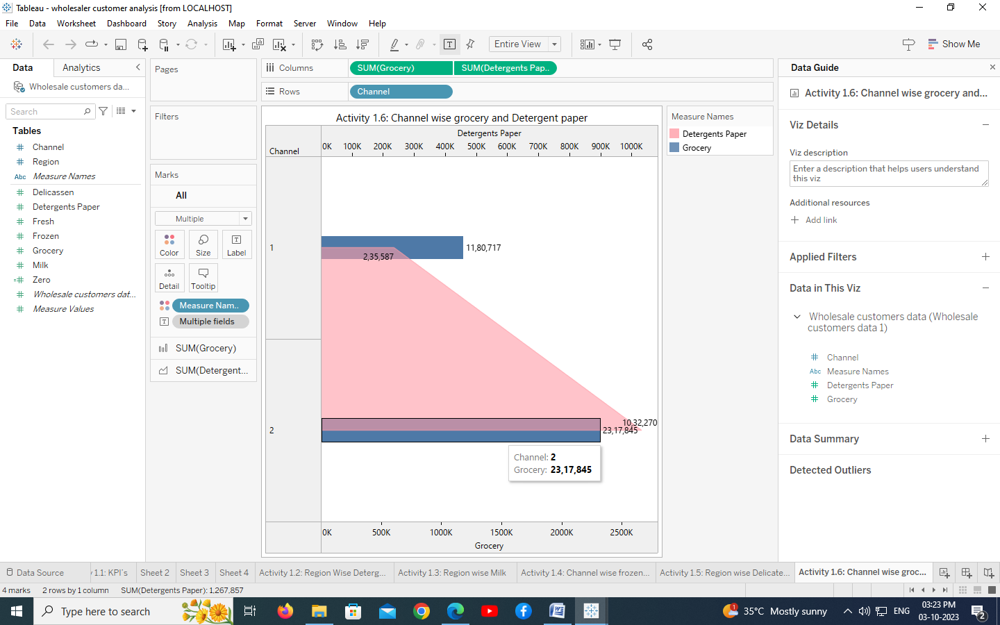 Tableau - wholesaler customer analysis [from LOCALHOST]
File Data Worksheet Dashboard Story Analysis Map Format Server Window Help
Entire View
Show Me
Data Analytics
Wholesale customers da...
Search
Tables
Channel
Region
Abc Measure Names
Delicassen
Detergents Paper
Fresh
Frozen
Grocery
Milk
Zero
Wholesale customers dat...
Measure Values
Pages
Filters
Marks
All
Multiple
Color Size Label
Detail Tooltip
Measure Nam..
Multiple fields
SUM(Grocery)
SUM(Detergent...
Columns SUM(Grocery) SUM(Detergents Pap..
Rows Channel
Activity 1.6: Channel wise grocery and Detergent paper
Detergents Paper
Channel 0K 100K 200K 300K 400K 500K 600K 700K 800K 900K 1000K
1
11,80,717
2,35,587
2
10,32,270
23,17,845
Channel: 2
Grocery: 23,17,845
0K 500K 1000K 1500K 2000K 2500K
Grocery
Measure Names
Detergents Paper
Grocery
Data Guide
Activity 1.6: Channel wise grocery and...
Viz Details
Viz description
Enter a description that helps users understand
this viz
Additional resources
Add link
Applied Filters
Data in This Viz
Wholesale customers data (Wholesale
customers data 1)
Channel
Abc Measure Names
Detergents Paper
Grocery
Data Summary
Detected Outliers
Data Source
1.1: KPI's Sheet 2 Sheet 3 Sheet 4 Activity 1.2: Region Wise Deterg... Activity 1.3: Region wise Milk Activity 1.4: Channel wise frozen... Activity 1.5: Region wise Delicate... Activity 1.6: Channel wise groc...
4 marks 2 rows by 1 column SUM(Detergents Paper): 1,267,857
Type here to search
1
35°C Mostly sunny
ENG
03:23 PM
03-10-2023
2